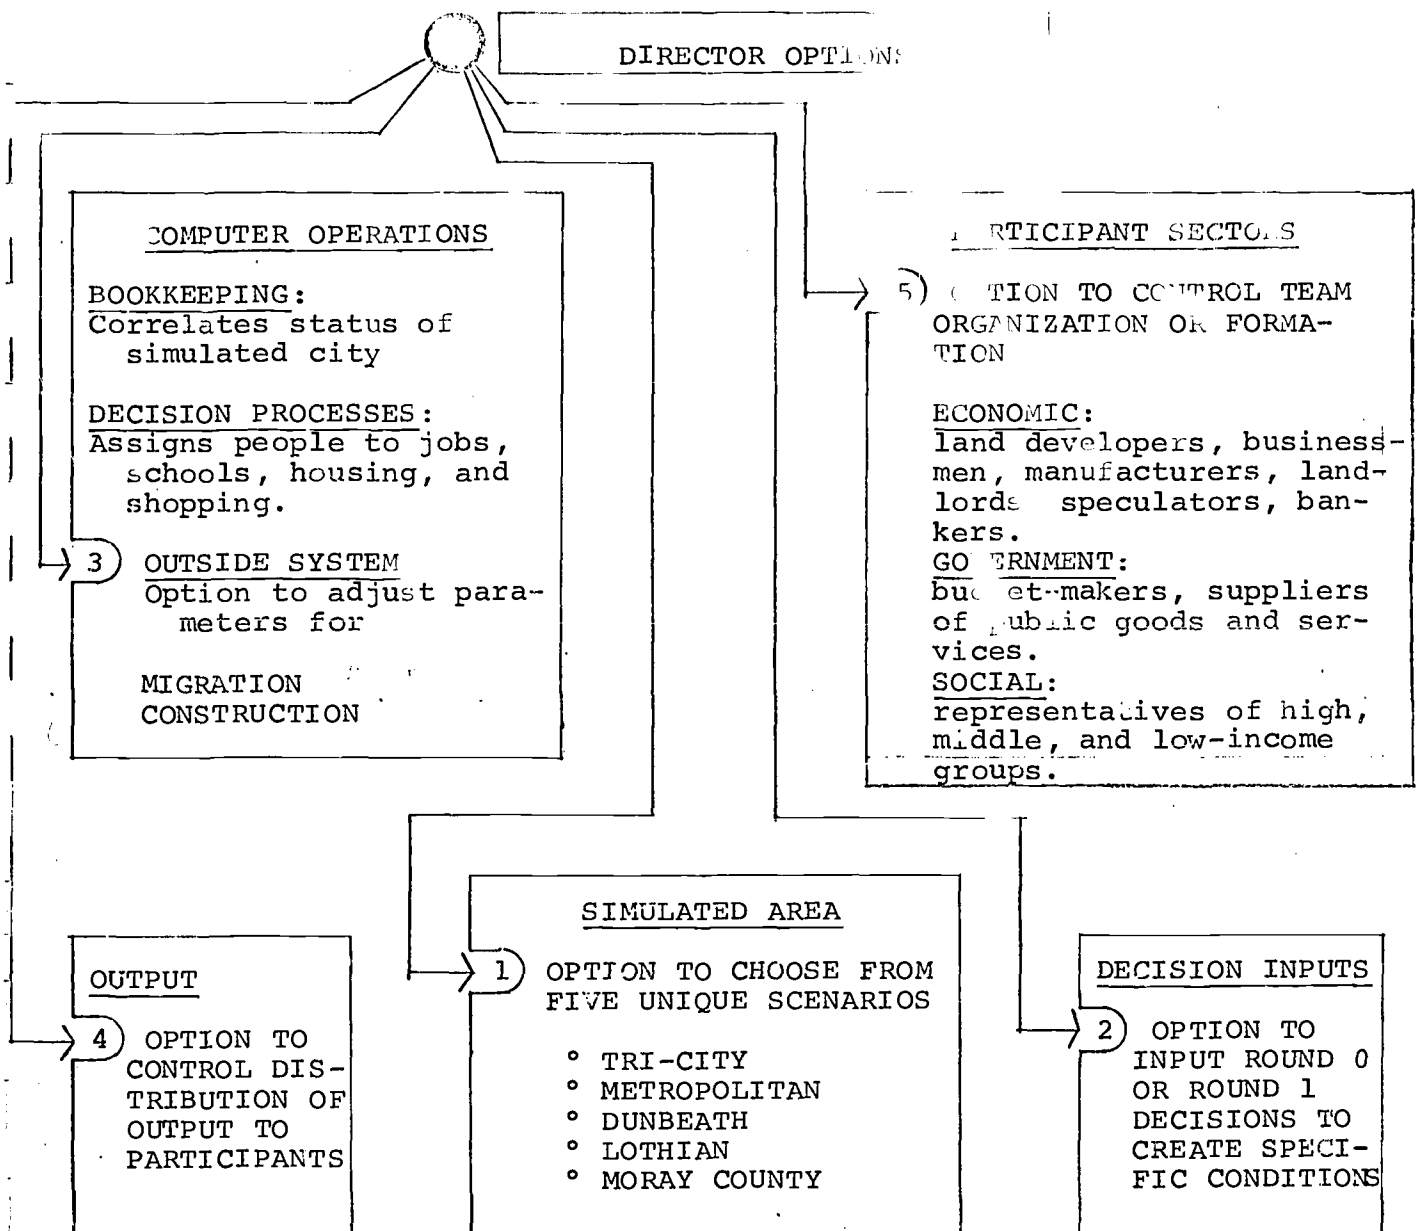 DIRECTOR OPTIONS
COMPUTER OPERATIONS
BOOKKEEPING:
Correlates status of
simulated city
DECISION PROCESSES:
Assigns people to jobs,
schools, housing, and
shopping.
3 OUTSIDE SYSTEM
Option to adjust para-
meters for
MIGRATION
CONSTRUCTION
PARTICIPANT SECTORS
5) OPTION TO CONTROL TEAM
ORGANIZATION OR FORMA-
TION
ECONOMIC:
land developers, business-
men, manufacturers, land-
lords speculators, ban-
kers.
GOVERNMENT:
budget-makers, suppliers
of public goods and ser-
vices.
SOCIAL:
representatives of high,
middle, and low-income
groups.
OUTPUT
4 OPTION TO
CONTROL DIS-
TRIBUTION OF
OUTPUT TO
PARTICIPANTS
SIMULATED AREA
1 OPTION TO CHOOSE FROM
FIVE UNIQUE SCENARIOS
° TRI-CITY
° METROPOLITAN
° DUNBEATH
° LOTHIAN
° MORAY COUNTY
DECISION INPUTS
2 OPTION TO
INPUT ROUND 0
OR ROUND 1
DECISIONS TO
CREATE SPECI-
FIC CONDITIONS